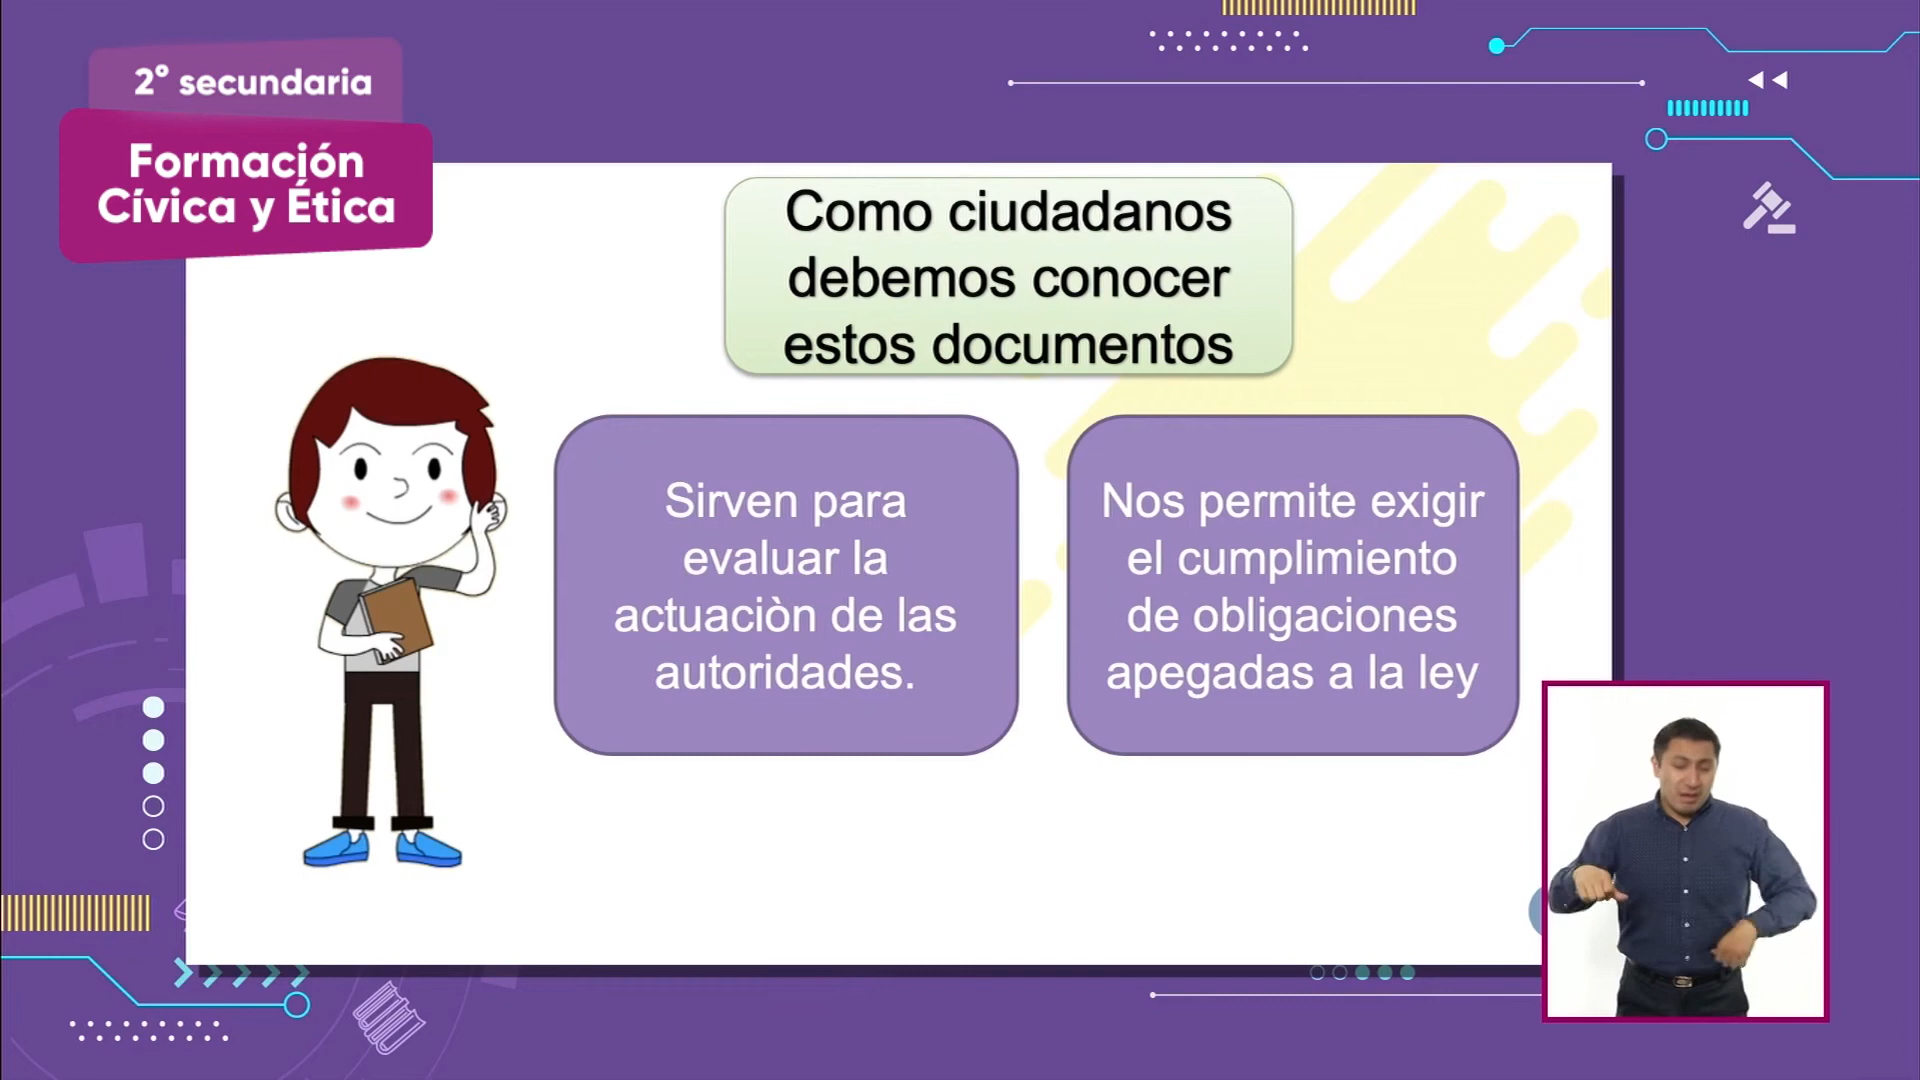 2° secundaria
Formación
Cívica y Ética
Como ciudadanos
debemos conocer
estos documentos
Sirven para
evaluar la
actuaciòn de las
autoridades.
Nos permite exigir
el cumplimiento
de obligaciones
apegadas a la ley